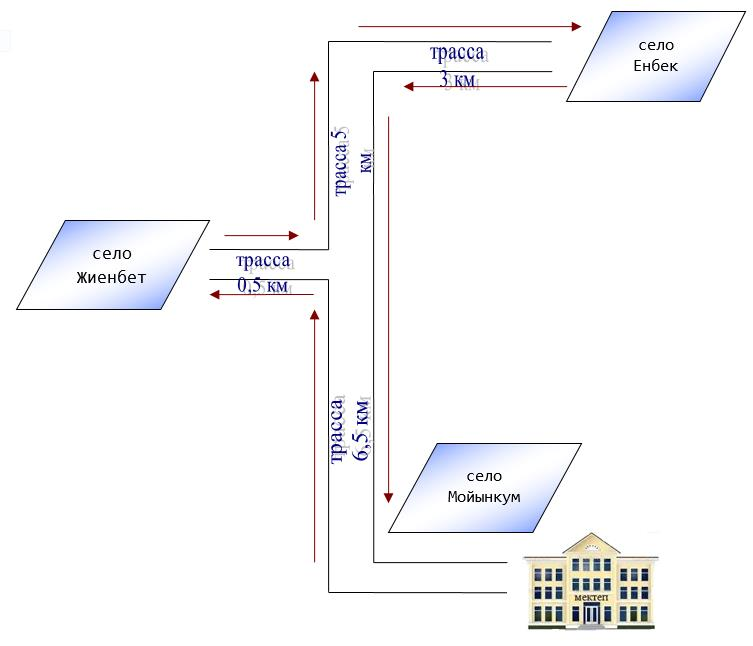 трасса
3 км
село
Енбек
трасса 5
км
село
Жиенбет
трасса
0,5 км
трасса
6,5 км
село
Мойынкум
мектеп